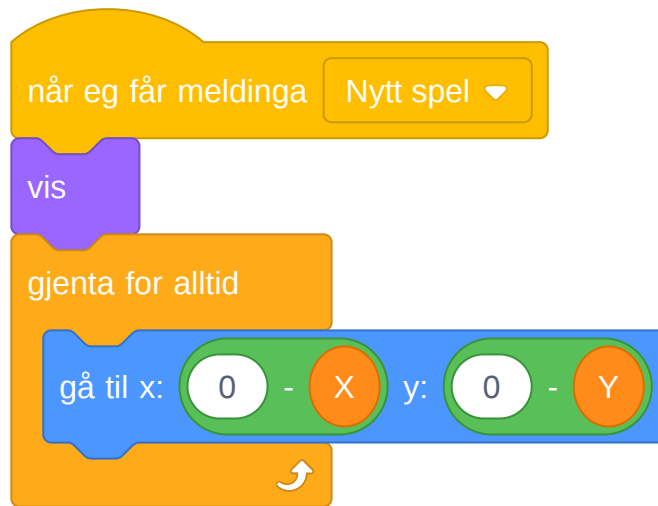 når eg får meldinga Nytt spel
vis
gjenta for alltid
gå til x: 0 - X y: 0 - Y